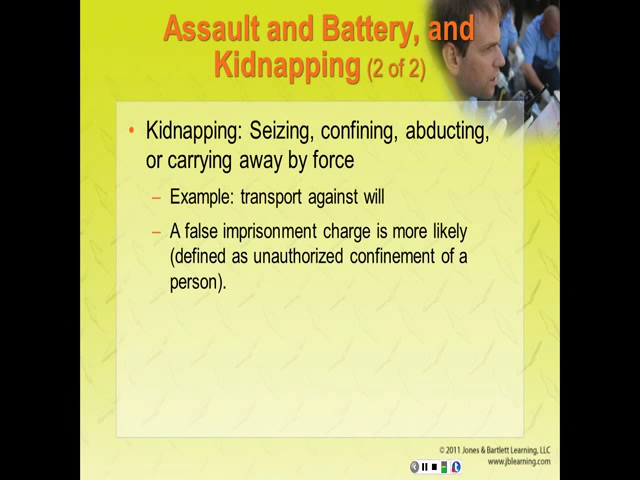 Assault and Battery, and
Kidnapping (2 of 2)
• Kidnapping: Seizing, confining, abducting,
or carrying away by force
– Example: transport against will
– A false imprisonment charge is more likely
(defined as unauthorized confinement of a
person).
© 2011 Jones & Bartlett Learning, LLC
www.jblearning.com